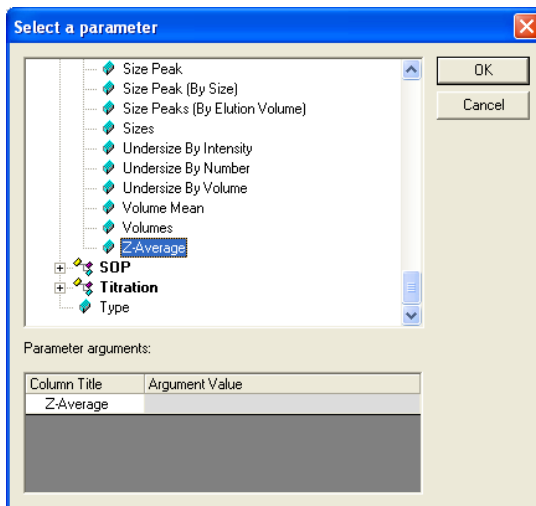 Select a parameter
Size Peak
OK
Size Peak (By Size)
Size Peaks (By Elution Volume)
Cancel
Sizes
Undersize By Intensity
Undersize By Number
Undersize By Volume
Volume Mean
Volumes
Z-Average
SOP
Titration
Type
Parameter arguments:
Column Title Argument Value
Z-Average